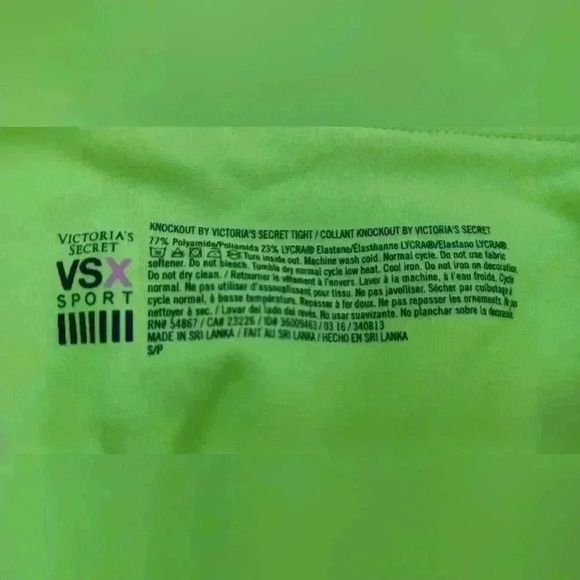 VICTORIA'S
SECRET
VSX
SPORT
KNOCKOUT BY VICTORIA'S SECRET TIGHT / COLLANT KNOCKOUT BY VICTORIA'S SECRET
77% Polyamide/Poliamida 23% LYCRA® Elastane/Élasthanne LYCRA®/Elastano LYCRA®.
Turn inside out. Machine wash cold. Normal cycle. Do not use fabric
softener. Do not bleach. Tumble dry normal cycle low heat. Cool iron. Do not iron on decoration.
Do not dry clean. / Retourner le vêtement à l'envers. Laver à la machine, à l'eau froide. Cycle
normal. Ne pas utiliser d'assouplissant pour tissu. Ne pas javelliser. Sécher par culbutage /
cycle normal, à basse température. Repasser à fer doux. Ne pas repasser les ornements. Ne pas
nettoyer à sec. / Lavar del lado del revés. No usar suavizante. No planchar sobre la decoración.
RN# 54867 / CA# 23226 / ID# 36005463 / 03 16 / 340813
MADE IN SRI LANKA / FAIT AU SRI LANKA / HECHO EN SRI LANKA
S/P